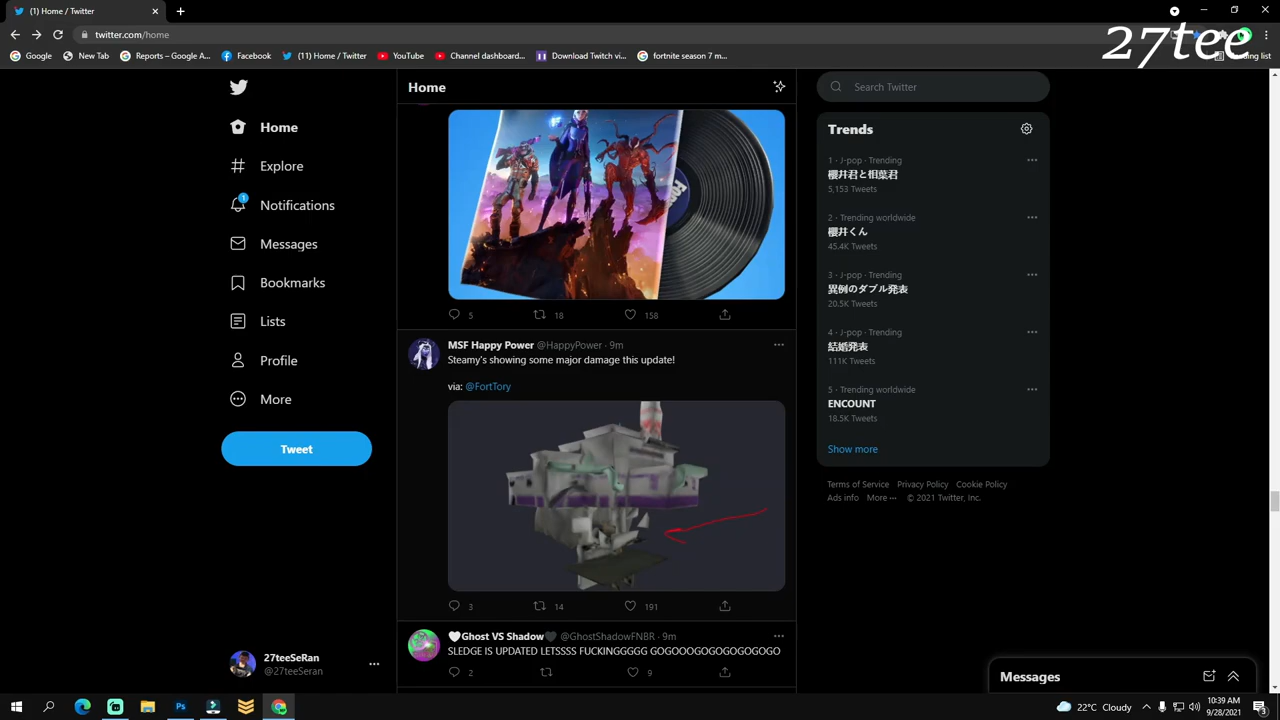 (1) Home / Twitter
twitter.com/home
27tee
Google
New Tab
Reports – Google A...
Facebook
(11) Home / Twitter
YouTube
Channel dashboard...
Download Twitch vi...
fortnite season 7 m...
Home
Explore
1
Notifications
Messages
Bookmarks
Lists
Profile
More
Tweet
27teeSeRan
@27teeSeran
Home
5
18
158
MSF Happy Power @HappyPower · 9m
Steamy's showing some major damage this update!
via: @FortTory
3
14
191
Ghost VS Shadow @GhostShadowFNBR · 9m
SLEDGE IS UPDATED LETSSSS FUCKINGGGGG GOGOOOGOGOGOGOGOGO
2
9
Search Twitter
Trends
1 · J-pop · Trending
櫻井君と相葉君
5,153 Tweets
2 · Trending worldwide
櫻井くん
45.4K Tweets
3 · J-pop · Trending
異例のダブル発表
20.5K Tweets
4 · J-pop · Trending
結婚発表
111K Tweets
5 · Trending worldwide
ENCOUNT
18.5K Tweets
Show more
Terms of Service Privacy Policy Cookie Policy
Ads info More ··· © 2021 Twitter, Inc.
Messages
22°C Cloudy
10:39 AM
9/28/2021
3